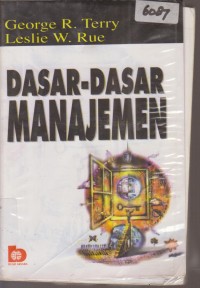 George R. Terry
Leslie W. Rue
6087
DASAR-DASAR
MANAJEMEN